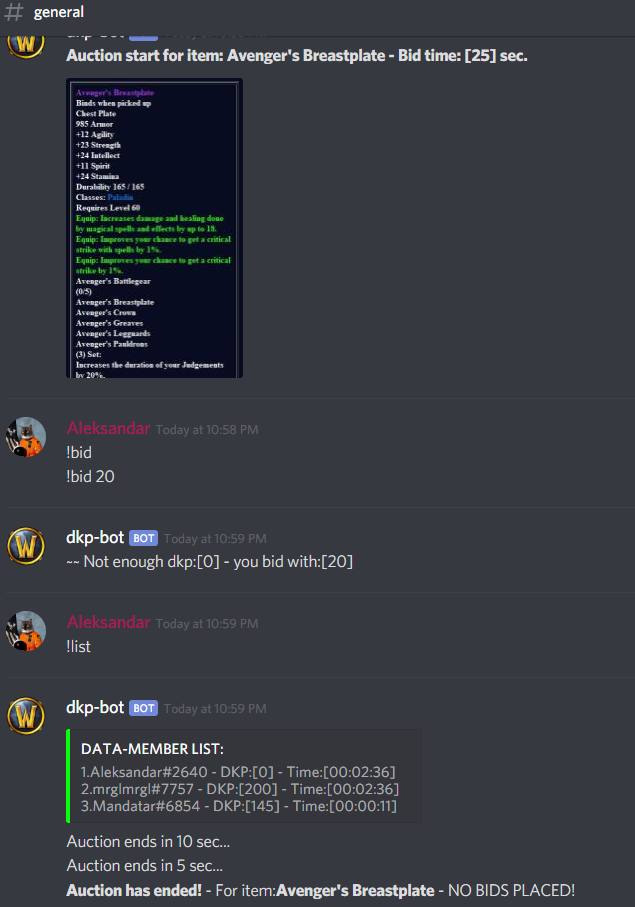 # general
dkp-bot BOT
Auction start for item: Avenger's Breastplate - Bid time: [25] sec.
Avenger's Breastplate
Binds when picked up
Chest Plate
985 Armor
+12 Agility
+23 Strength
+24 Intellect
+11 Spirit
+24 Stamina
Durability 165 / 165
Classes: Paladin
Requires Level 60
Equip: Increases damage and healing done
by magical spells and effects by up to 18.
Equip: Improves your chance to get a critical
strike with spells by 1%.
Equip: Improves your chance to get a critical
strike by 1%.
Avenger's Battlegear
(0/5)
Avenger's Breastplate
Avenger's Crown
Avenger's Greaves
Avenger's Legguards
Avenger's Pauldrons
(3) Set:
Increases the duration of your Judgements
by 20%.
Aleksandar Today at 10:58 PM
!bid
!bid 20
dkp-bot BOT Today at 10:59 PM
~~ Not enough dkp:[0] - you bid with:[20]
Aleksandar Today at 10:59 PM
!list
dkp-bot BOT Today at 10:59 PM
DATA-MEMBER LIST:
1.Aleksandar#2640 - DKP:[0] - Time:[00:02:36]
2.mrglmrgl#7757 - DKP:[200] - Time:[00:02:36]
3.Mandatar#6854 - DKP:[145] - Time:[00:00:11]
Auction ends in 10 sec...
Auction ends in 5 sec...
Auction has ended! - For item:Avenger's Breastplate - NO BIDS PLACED!